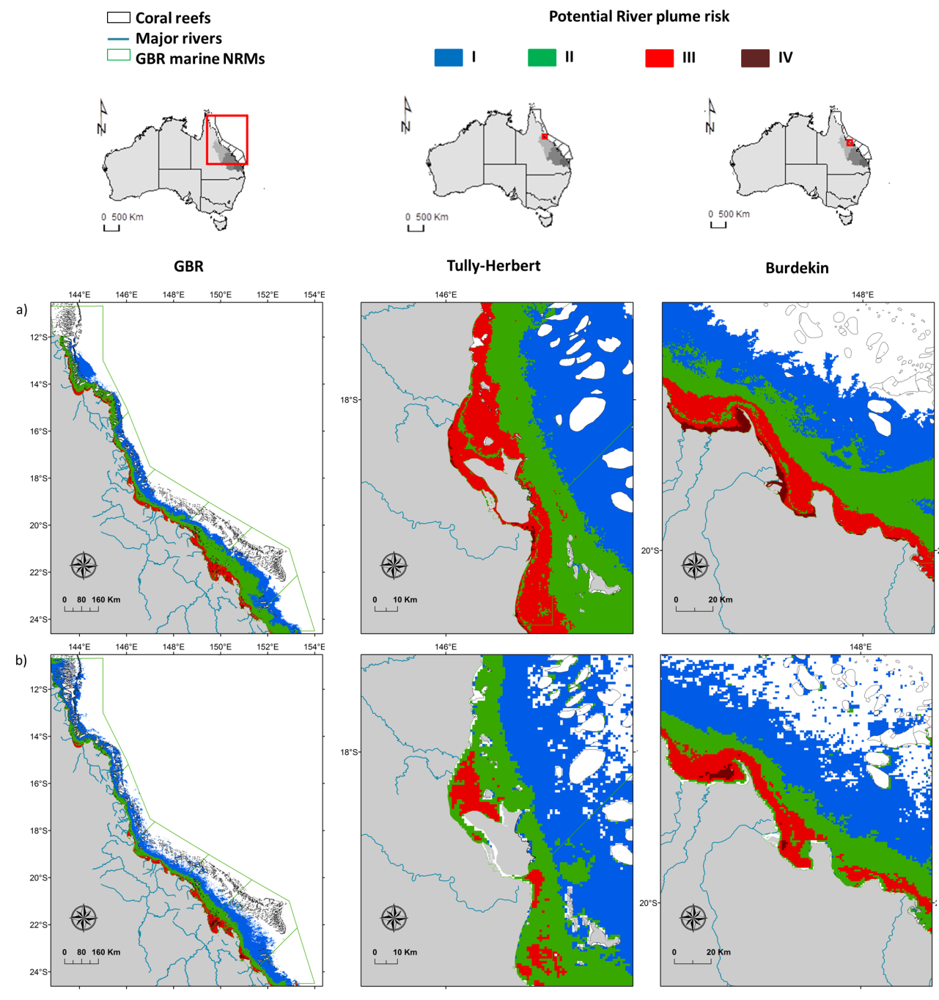 Coral reefs
Major rivers
GBR marine NRMs
Potential River plume risk
I II III IV
N N N
0 500 Km 0 500 Km 0 500 Km
GBR Tully-Herbert Burdekin
a)
144°E 146°E 148°E 150°E 152°E 154°E 146°E 148°E
12°S
14°S
16°S
18°S
20°S
22°S
24°S
18°S
20°S
0 80 160 Km 0 10 Km 0 20 Km
b)
144°E 146°E 148°E 150°E 152°E 154°E 146°E 148°E
12°S
14°S
16°S
18°S
20°S
22°S
24°S
18°S
20°S
0 80 160 Km 0 10 Km 0 20 Km